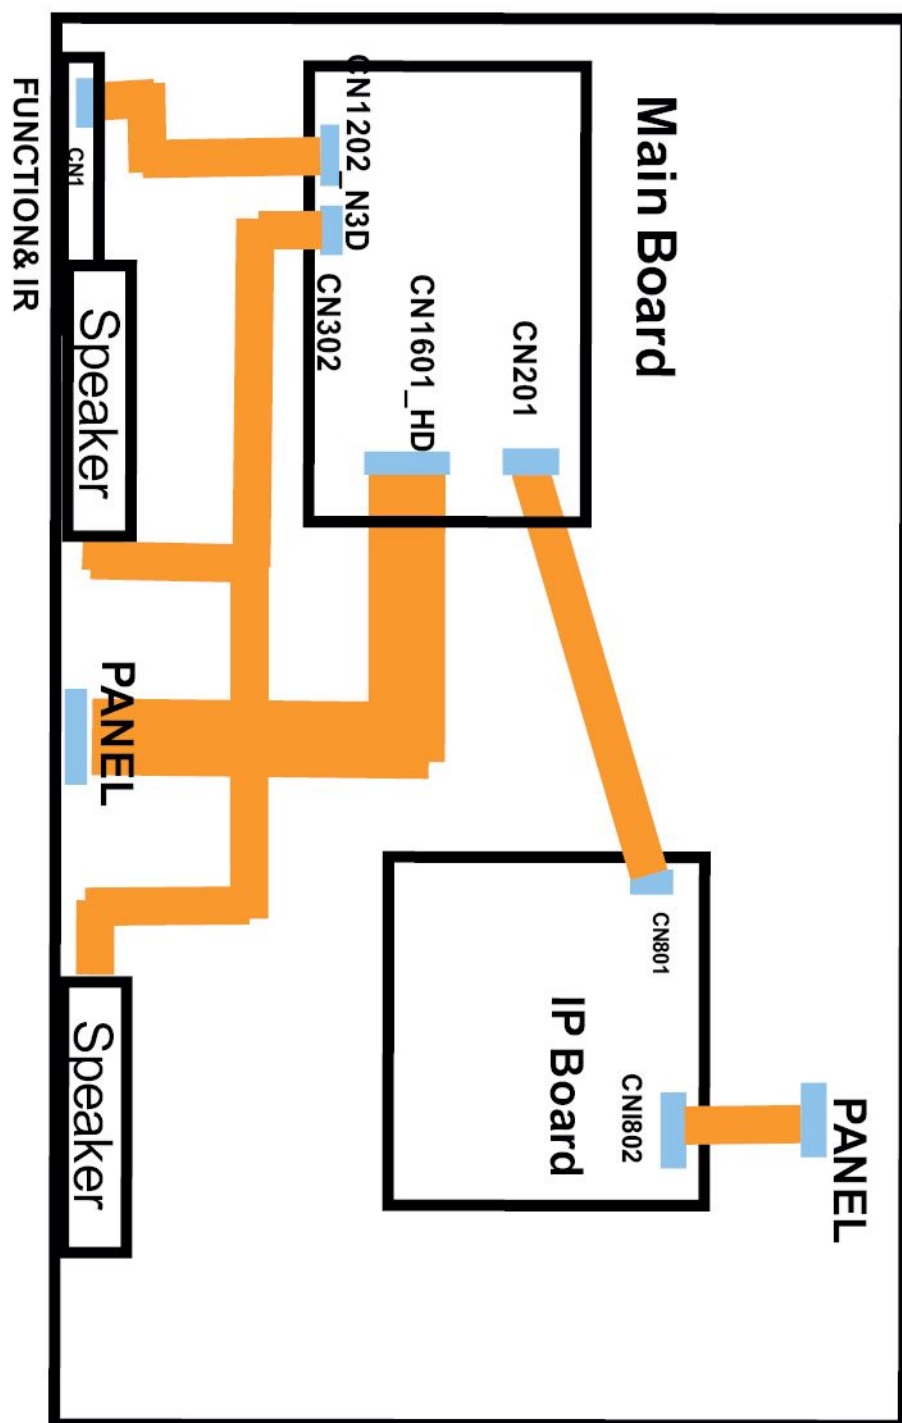 Main Board
CN1202_N3D
CN302
CN1601_HD
CN201
FUNCTION& IR
CN1
Speaker
PANEL
Speaker
CN801
IP Board
CNI802
PANEL